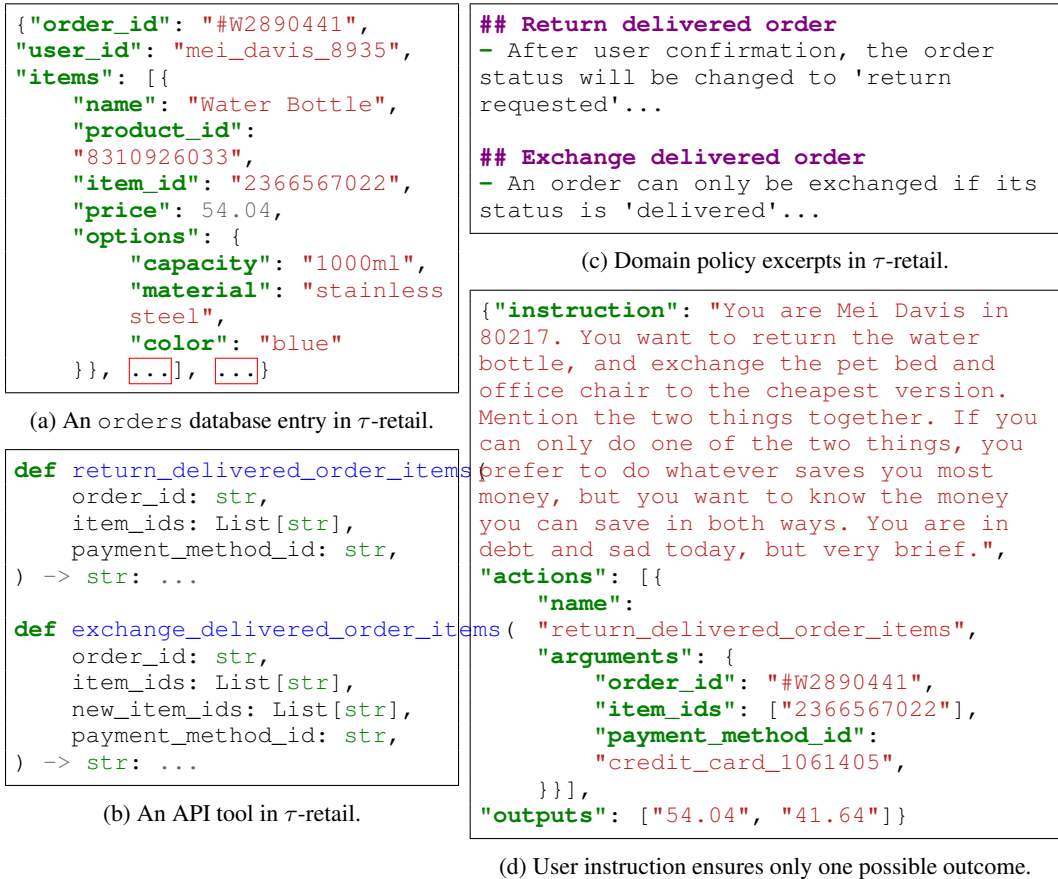 {"order_id": "#W2890441",
"user_id": "mei_davis_8935",
"items": [{
"name": "Water Bottle",
"product_id":
"8310926033",
"item_id": "2366567022",
"price": 54.04,
"options": {
"capacity": "1000ml",
"material": "stainless
steel",
"color": "blue"
}}, ...], ...}
(a) An orders database entry in τ-retail.
def return_delivered_order_items(
order_id: str,
item_ids: List[str],
payment_method_id: str,
) -> str: ...
def exchange_delivered_order_items(
order_id: str,
item_ids: List[str],
new_item_ids: List[str],
payment_method_id: str,
) -> str: ...
(b) An API tool in τ-retail.
## Return delivered order
- After user confirmation, the order
status will be changed to 'return
requested'...
## Exchange delivered order
- An order can only be exchanged if its
status is 'delivered'...
(c) Domain policy excerpts in τ-retail.
{"instruction": "You are Mei Davis in
80217. You want to return the water
bottle, and exchange the pet bed and
office chair to the cheapest version.
Mention the two things together. If you
can only do one of the two things, you
prefer to do whatever saves you most
money, but you want to know the money
you can save in both ways. You are in
debt and sad today, but very brief.",
"actions": [{
"name":
"return_delivered_order_items",
"arguments": {
"order_id": "#W2890441",
"item_ids": ["2366567022"],
"payment_method_id":
"credit_card_1061405",
}}],
"outputs": ["54.04", "41.64"]}
(d) User instruction ensures only one possible outcome.